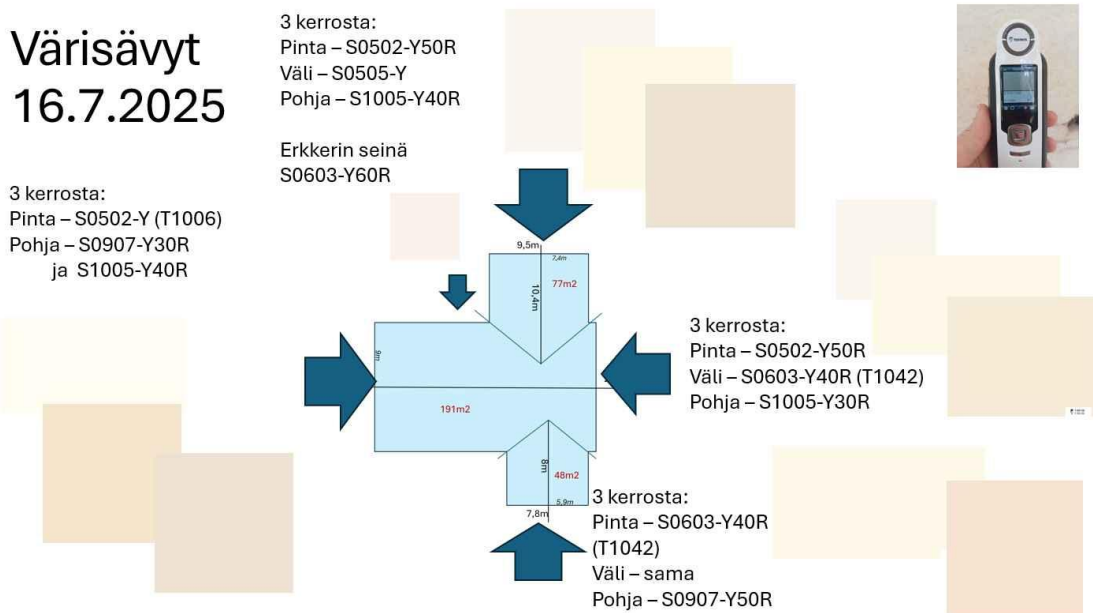 Värisävyt
16.7.2025
3 kerrosta:
Pinta – S0502-Y50R
Väli – S0505-Y
Pohja – S1005-Y40R
Erkkerin seinä
S0603-Y60R
3 kerrosta:
Pinta – S0502-Y (T1006)
Pohja – S0907-Y30R
ja S1005-Y40R
9,5m
7,4m
77m2
10,4m
9m
191m2
3 kerrosta:
Pinta – S0502-Y50R
Väli – S0603-Y40R (T1042)
Pohja – S1005-Y30R
8m
48m2
5,9m
7,8m
3 kerrosta:
Pinta – S0603-Y40R
(T1042)
Väli – sama
Pohja – S0907-Y50R